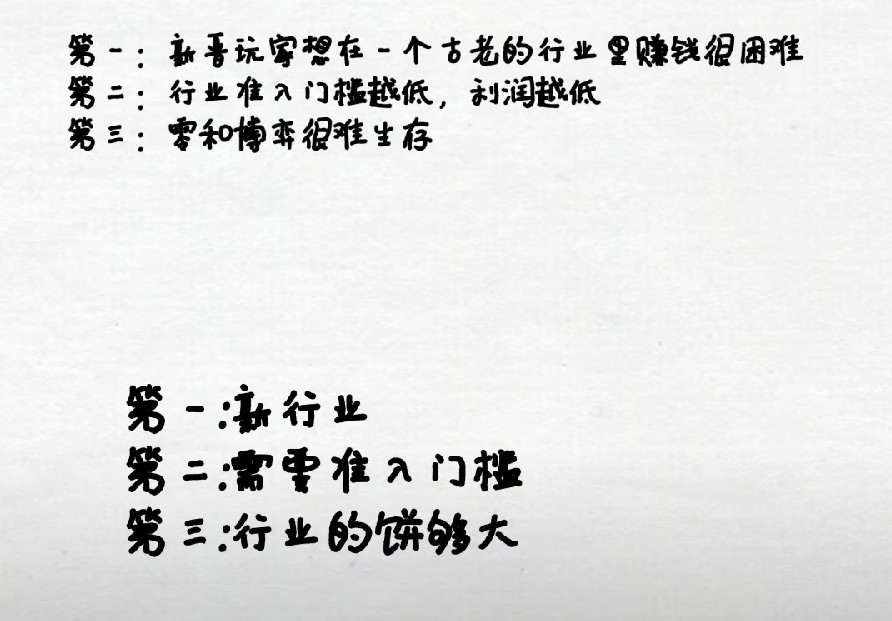 第一：新晋玩家想在一个古老的行业里赚钱很困难
第二：行业准入门槛越低，利润越低
第三：零和博弈很难生存
第一:新行业
第二:需要准入门槛
第三:行业的饼够大